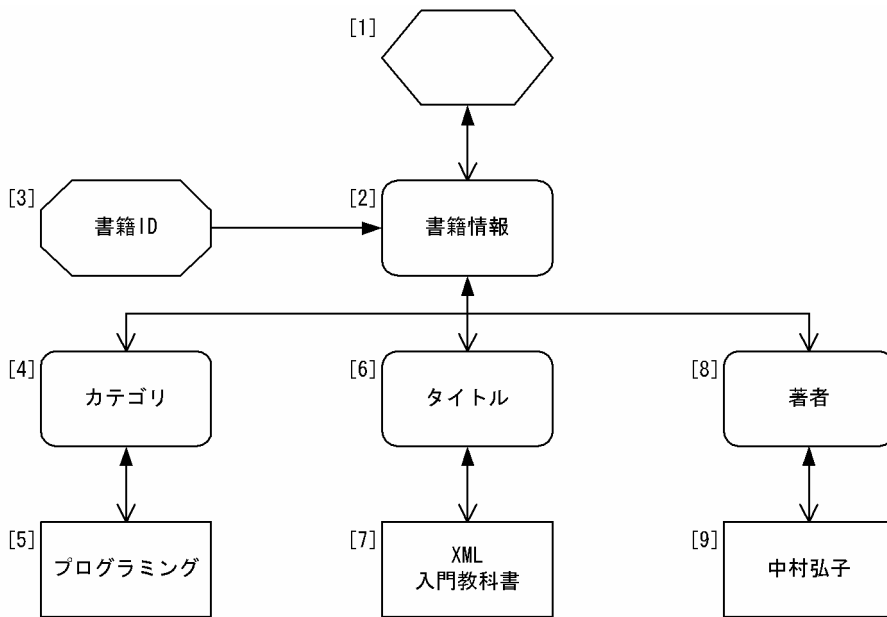 [1]
[3]
書籍ID
[2]
書籍情報
[4]
カテゴリ
[6]
タイトル
[8]
著者
[5]
プログラミング
[7]
XML
入門教科書
[9]
中村弘子